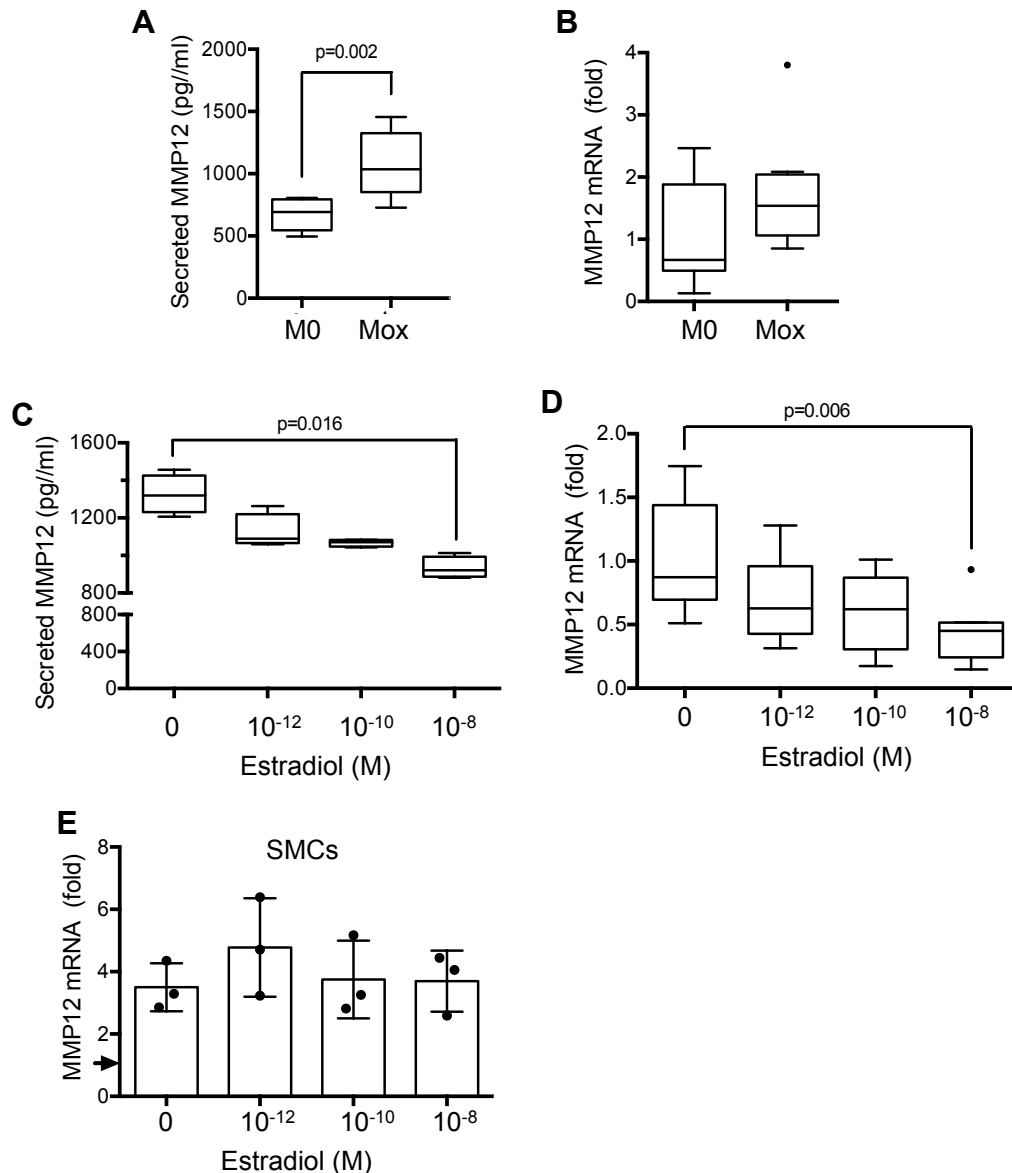 A
p=0.002
Secreted MMP12 (pg//ml)
2000
1500
1000
500
0
M0 Mox
B
MMP12 mRNA (fold)
4
3
2
1
0
M0 Mox
C
p=0.016
Secreted MMP12 (pg//ml)
1600
1200
800
800
400
0
0 10⁻¹² 10⁻¹⁰ 10⁻⁸
Estradiol (M)
D
p=0.006
MMP12 mRNA (fold)
2.0
1.5
1.0
0.5
0.0
0 10⁻¹² 10⁻¹⁰ 10⁻⁸
Estradiol (M)
E
SMCs
MMP12 mRNA (fold)
8
6
4
2
0
0 10⁻¹² 10⁻¹⁰ 10⁻⁸
Estradiol (M)